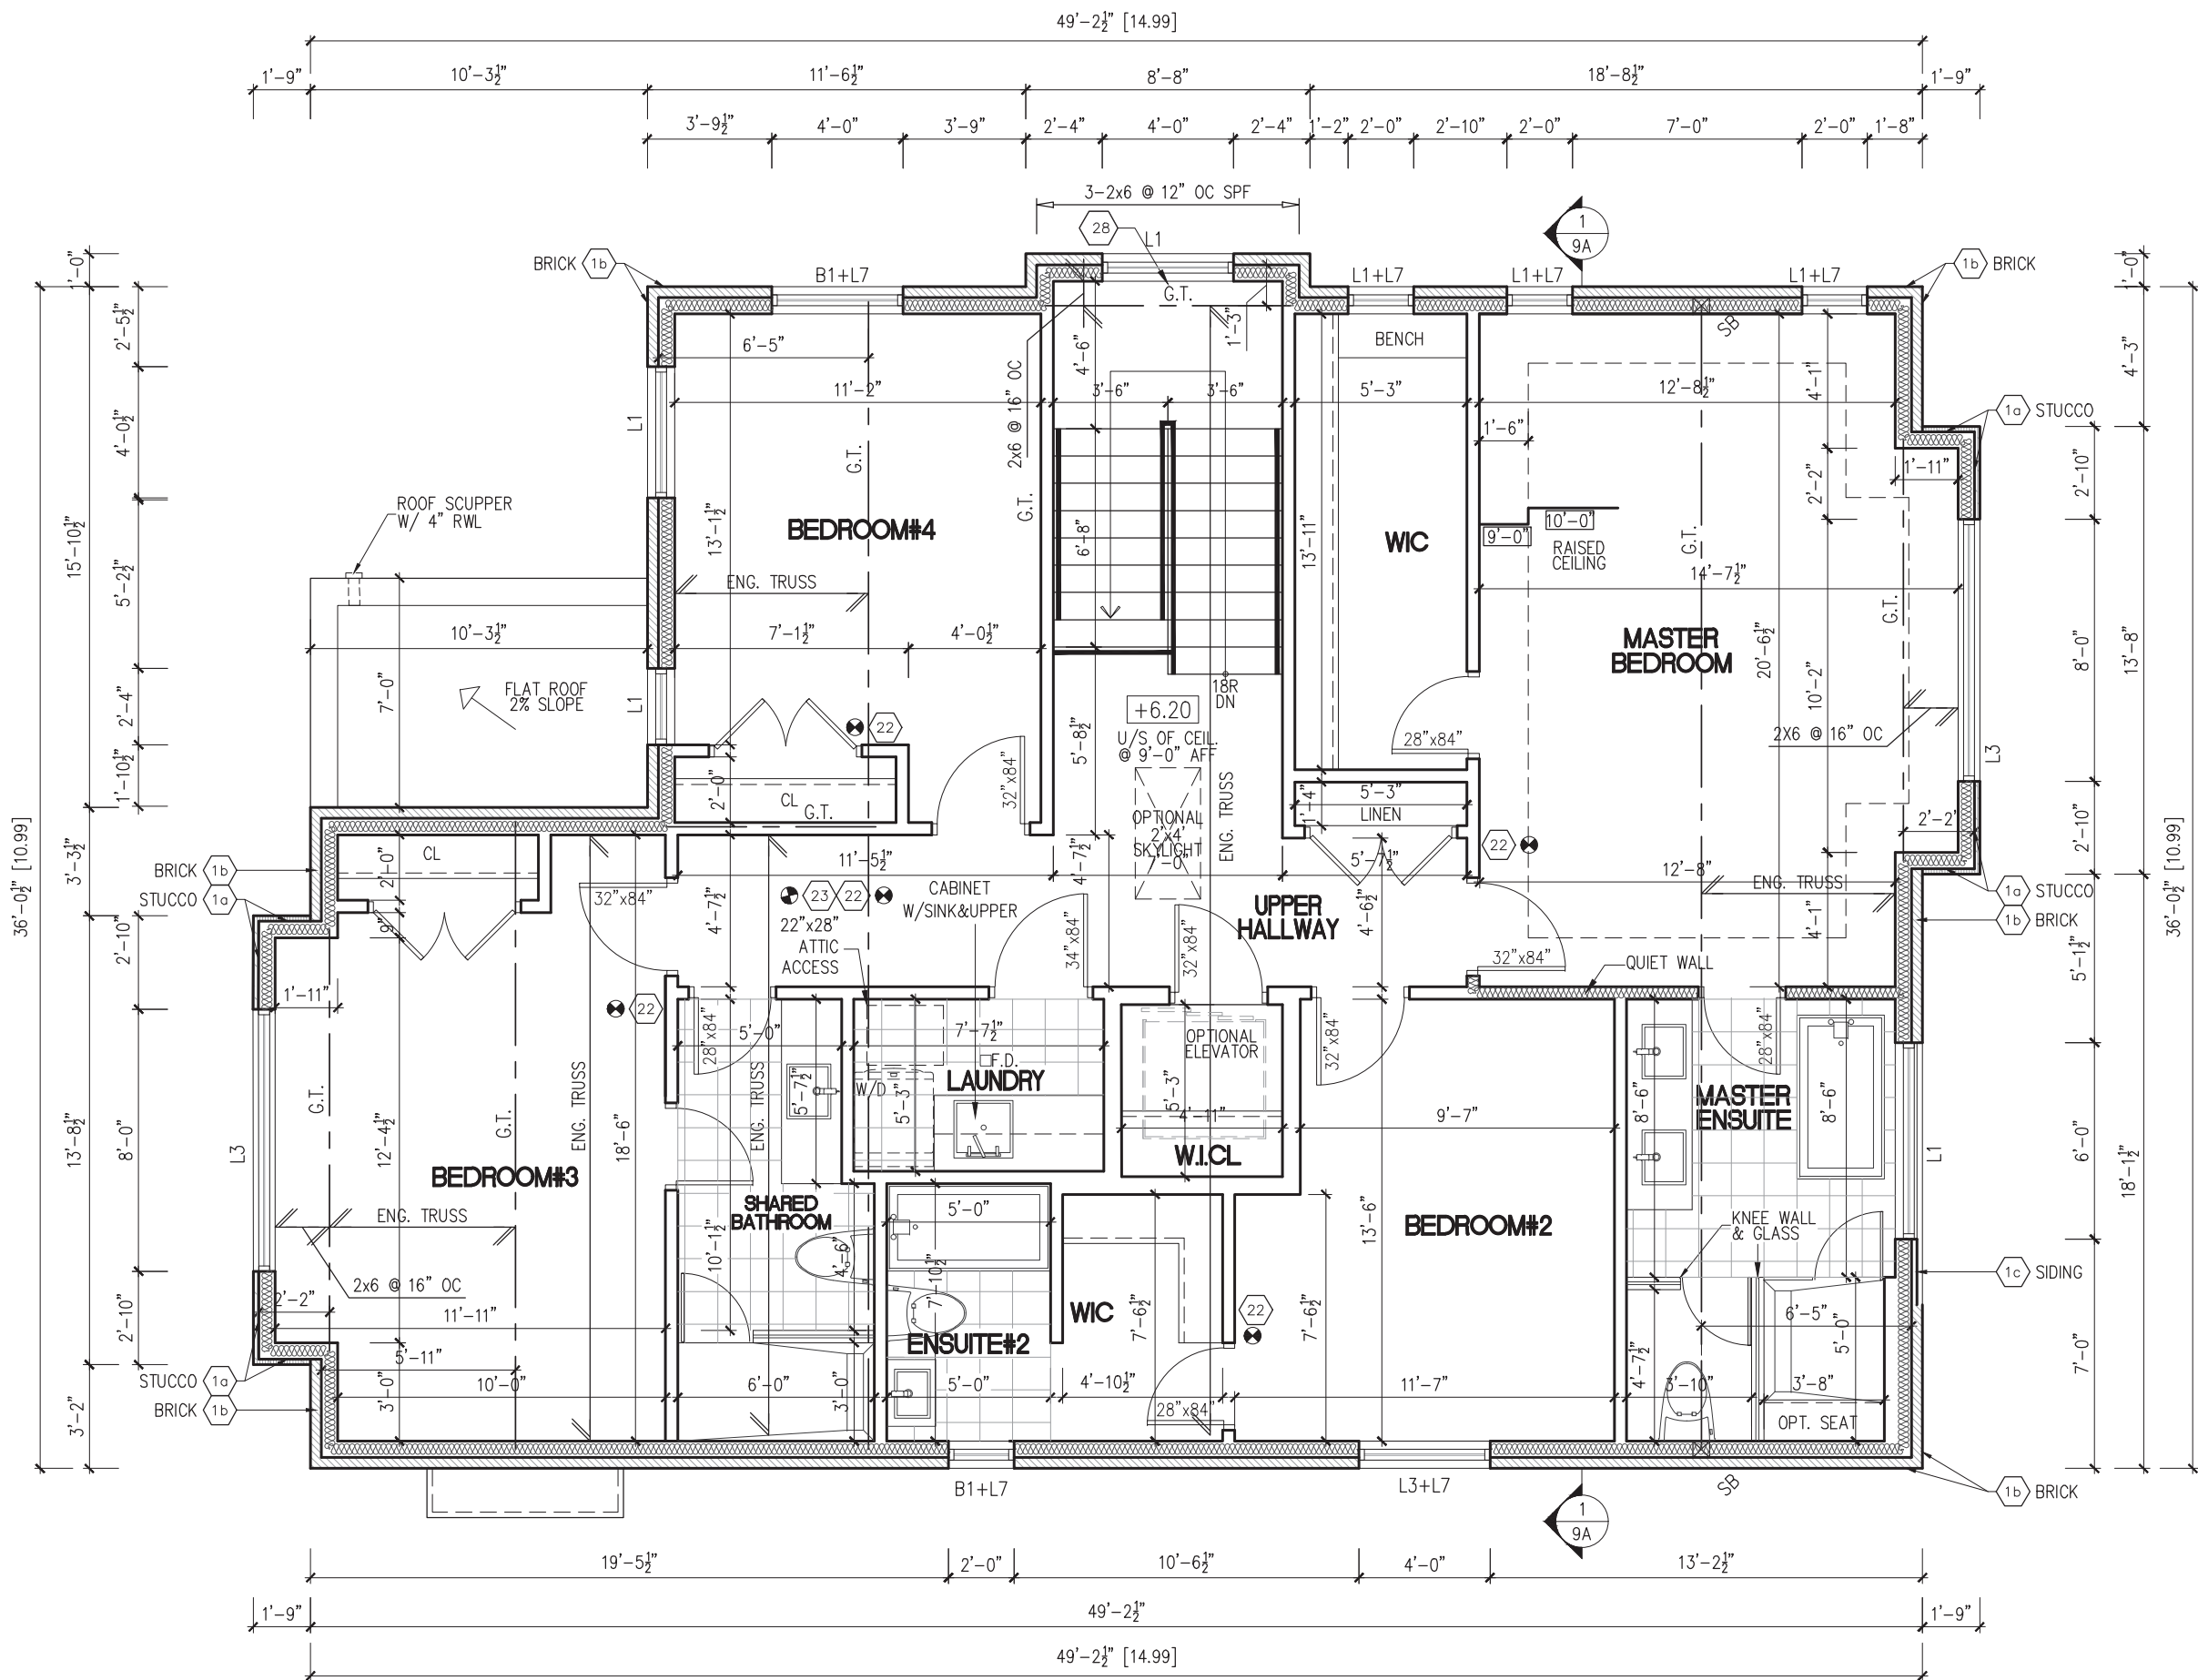 49'-2½" [14.99]
1'-9" 10'-3½" 11'-6½" 8'-8" 18'-8½" 1'-9"
3'-9½" 4'-0" 3'-9" 2'-4" 4'-0" 2'-4" 1'-2" 2'-0" 2'-10" 2'-0" 7'-0" 2'-0" 1'-8"
3-2x6 @ 12" OC SPF
28
L1
1
9A
BRICK 1b
B1+L7
G.T.
L1+L7
L1+L7
L1+L7
1b BRICK
SB
36'-0½" [10.99]
1'-0"
15'-10½"
3'-3½"
13'-8½"
3'-2"
2'-5½"
4'-0½"
5'-2½"
2'-4"
1'-10½"
2'-10"
8'-0"
2'-10"
1'-0"
4'-3"
13'-8"
18'-1½"
2'-10"
8'-0"
2'-10"
5'-1½"
6'-0"
7'-0"
36'-0½" [10.99]
6'-5"
4'-6"
1'-3"
BENCH
2x6 @ 16" OC
11'-2" 3'-6" 3'-6" 5'-3" 12'-8½"
4'-1"
1a STUCCO
L1
G.T.
G.T.
1'-6"
2'-2"
1'-11"
ROOF SCUPPER
W/ 4" RWL
BEDROOM#4
13'-1½"
6'-8"
13'-11"
WIC
9'-0"
10'-0"
RAISED
CEILING
G.T.
14'-7½"
G.T.
ENG. TRUSS
10'-3½" 7'-1½" 4'-0½"
MASTER
BEDROOM
20'-6½"
10'-2"
7'-0"
FLAT ROOF
2% SLOPE
L1
22
18R
DN
+6.20
U/S OF CEIL.
@ 9'-0" AFF
5'-8½"
28"x84"
2X6 @ 16" OC
L3
2'-0"
CL
G.T.
32"x84"
OPTIONAL
2'x4'
SKYLIGHT
7'-0"
ENG. TRUSS
5'-3"
LINEN
1'-4"
2'-2"
22
BRICK 1b
STUCCO 1a
CL
2'-0"
9"
32"x84"
11'-5½"
4'-7½"
5'-7½"
12'-8"
ENG. TRUSS
1a STUCCO
1b BRICK
4'-7½"
23 22
22"x28"
ATTIC
ACCESS
CABINET
W/SINK&UPPER
34"x84"
32"x84"
UPPER
HALLWAY
4'-6½"
32"x84"
4'-1"
QUIET WALL
1'-11"
22
28"x84"
5'-0"
7'-7½"
F.D.
LAUNDRY
W/D
5'-3"
OPTIONAL
ELEVATOR
5'-3"
4'-11"
W.I.CL
32"x84"
9'-7"
28"x84"
8'-6"
8'-6"
MASTER
ENSUITE
G.T.
G.T.
ENG. TRUSS
ENG. TRUSS
5'-7½"
L3
12'-4½"
18'-6"
BEDROOM#3
ENG. TRUSS
SHARED
BATHROOM
10'-1½"
4'-6"
5'-0"
7'-10½"
13'-6"
BEDROOM#2
KNEE WALL
& GLASS
L1
1c SIDING
2x6 @ 16" OC
2'-2"
11'-11"
5'-11"
ENSUITE#2
WIC
7'-6½"
22
7'-6½"
6'-5"
5'-0"
STUCCO 1a
BRICK 1b
3'-0"
10'-0"
6'-0"
3'-0"
5'-0"
4'-10½"
28"x84"
11'-7"
4'-7½"
3'-10"
3'-8"
OPT. SEAT
B1+L7
L3+L7
SB
1
9A
1b BRICK
19'-5½" 2'-0" 10'-6½" 4'-0" 13'-2½"
1'-9" 49'-2½" 1'-9"
49'-2½" [14.99]